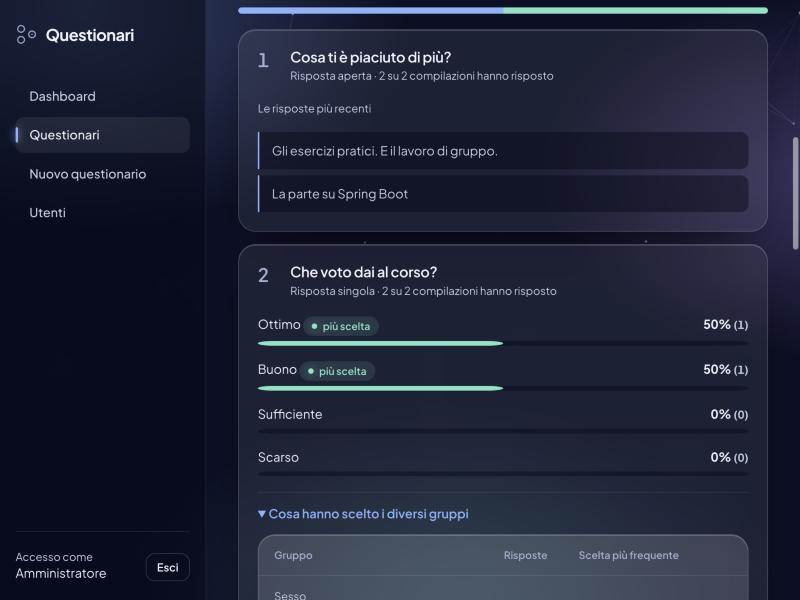 Questionari
Dashboard
Questionari
Nuovo questionario
Utenti
Accesso come
Amministratore
Esci
1
Cosa ti è piaciuto di più?
Risposta aperta · 2 su 2 compilazioni hanno risposto
Le risposte più recenti
Gli esercizi pratici. E il lavoro di gruppo.
La parte su Spring Boot
2
Che voto dai al corso?
Risposta singola · 2 su 2 compilazioni hanno risposto
Ottimo più scelta 50% (1)
Buono più scelta 50% (1)
Sufficiente 0% (0)
Scarso 0% (0)
▼ Cosa hanno scelto i diversi gruppi
Gruppo Risposte Scelta più frequente
Sesso